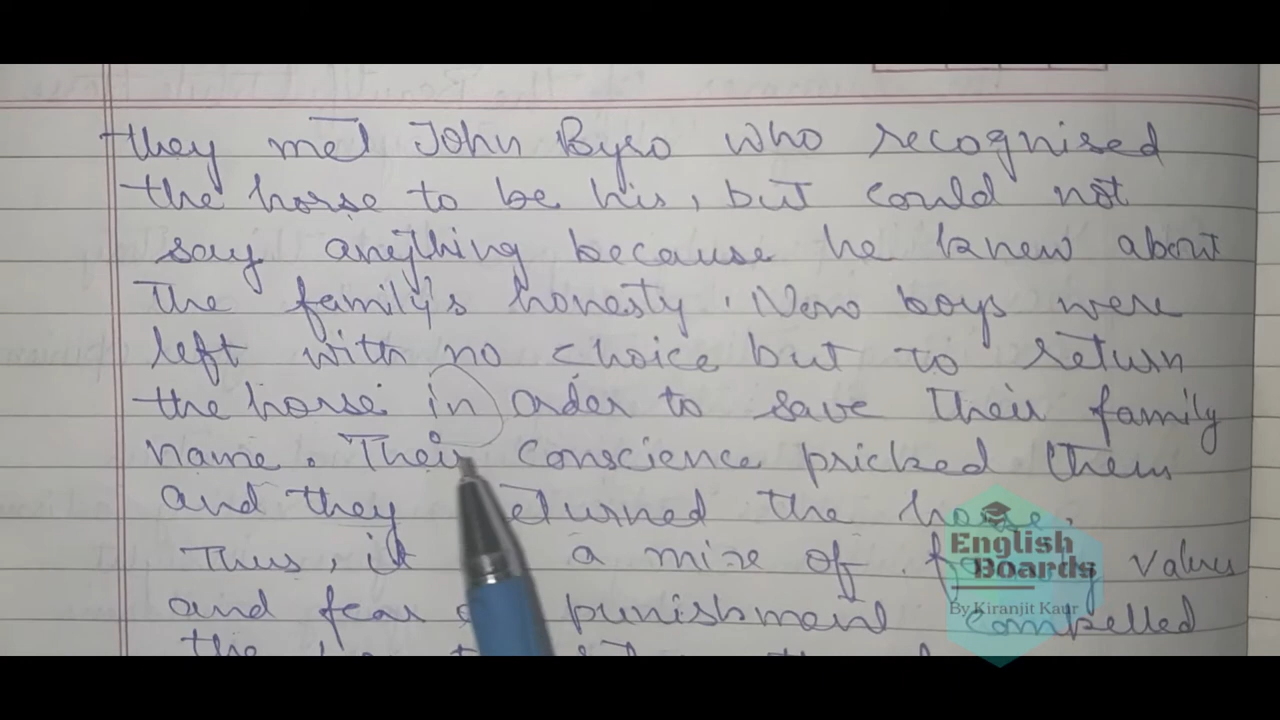 they met John Byro who recognised
the horse to be his, but could not
say anything because he knew about
the family's honesty. Now boys were
left with no choice but to return
the horse in order to save their family
name. Their conscience pricked them
and they returned the horse.
Thus, it a mixe of family values
and fear punishment compelled
the
English
Boards
By Kiranjit Kaur